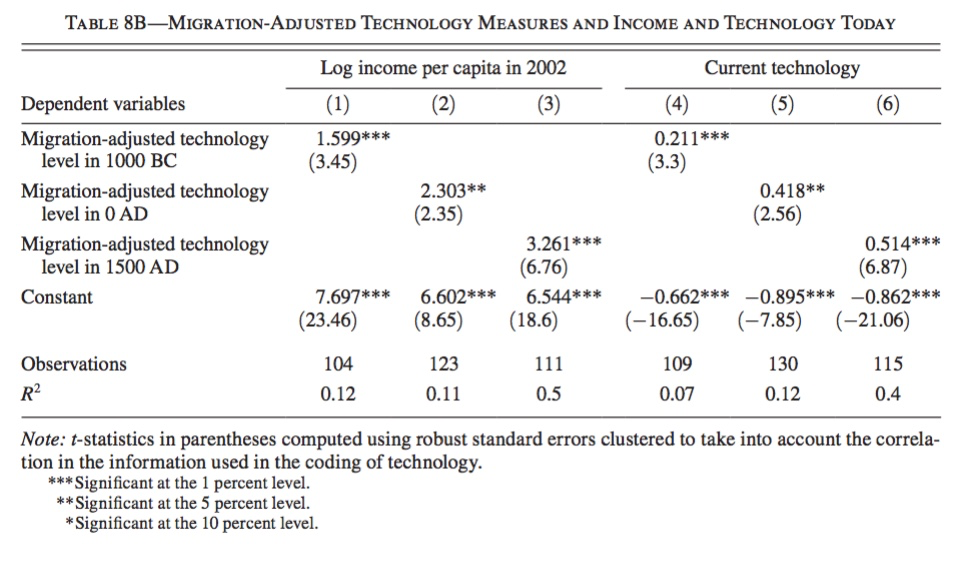 TABLE 8B—MIGRATION-ADJUSTED TECHNOLOGY MEASURES AND INCOME AND TECHNOLOGY TODAY
Log income per capita in 2002 Current technology
Dependent variables (1) (2) (3) (4) (5) (6)
Migration-adjusted technology 1.599*** 0.211***
level in 1000 BC (3.45) (3.3)
Migration-adjusted technology 2.303** 0.418**
level in 0 AD (2.35) (2.56)
Migration-adjusted technology 3.261*** 0.514***
level in 1500 AD (6.76) (6.87)
Constant 7.697*** 6.602*** 6.544*** −0.662*** −0.895*** −0.862***
(23.46) (8.65) (18.6) (−16.65) (−7.85) (−21.06)
Observations 104 123 111 109 130 115
R² 0.12 0.11 0.5 0.07 0.12 0.4
Note: t-statistics in parentheses computed using robust standard errors clustered to take into account the correla-
tion in the information used in the coding of technology.
***Significant at the 1 percent level.
**Significant at the 5 percent level.
*Significant at the 10 percent level.